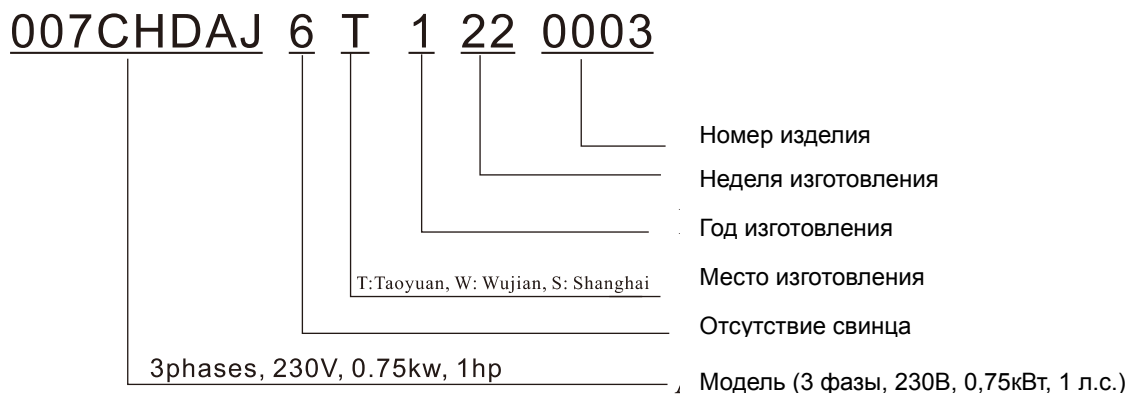 007CHDAJ 6 T 1 22 0003
Номер изделия
Неделя изготовления
Год изготовления
T:Taoyuan, W: Wujian, S: Shanghai Место изготовления
Отсутствие свинца
3phases, 230V, 0.75kw, 1hp
Модель (3 фазы, 230В, 0,75кВт, 1 л.с.)